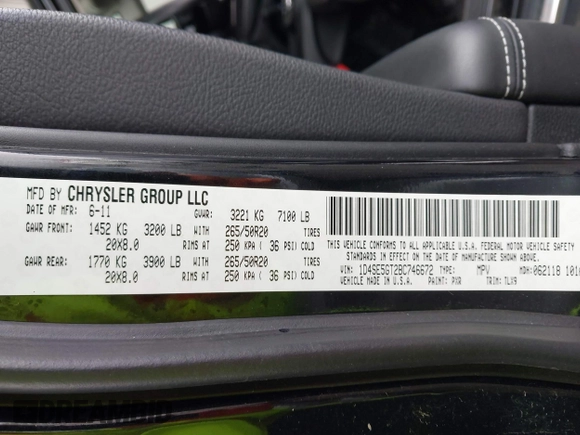 MFD BY CHRYSLER GROUP LLC
DATE OF MFR: 6-11 GVWR: 3221 KG 7100 LB
GAWR FRONT: 1452 KG 3200 LB WITH 265/50R20 TIRES
20X8.0 RIMS AT 250 KPA ( 36 PSI) COLD
GAWR REAR: 1770 KG 3900 LB WITH 265/50R20 TIRES
20X8.0 RIMS AT 250 KPA ( 36 PSI) COLD
THIS VEHICLE CONFORMS TO ALL APPLICABLE U.S.A. FEDERAL MOTOR VEHICLE SAFETY
STANDARDS IN EFFECT ON THE DATE OF MANUFACTURE SHOWN ABOVE.
VIN: 1D4SE5GT2BC746672 TYPE: MPV MDH: 062118
VEHICLE MADE IN U.S.A. PAINT: PXR TRIM: TLX9